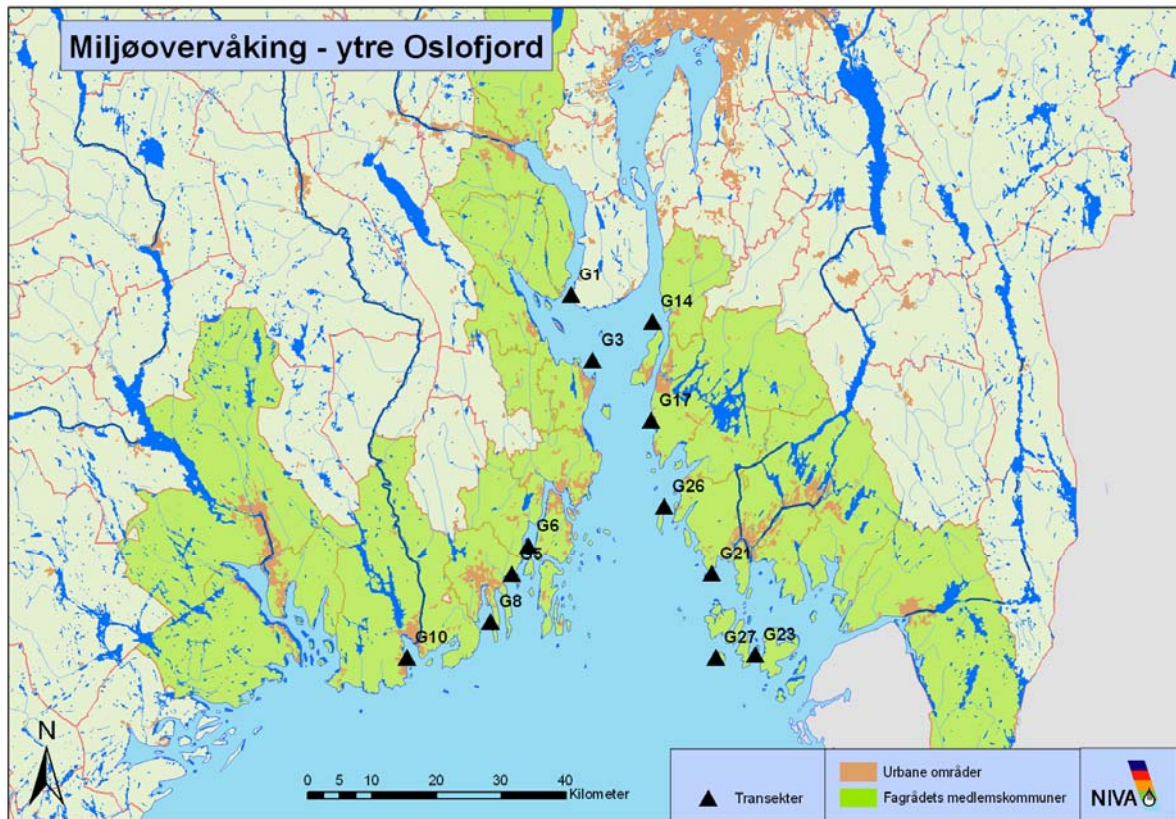 Miljøovervåking - ytre Oslofjord
G1
G14
G3
G17
G26
G6
G5
G21
G8
G10
G27
G23
N
0 5 10 20 30 40
Kilometer
Transekter
Urbane områder
Fagrådets medlemskommuner
NIVA